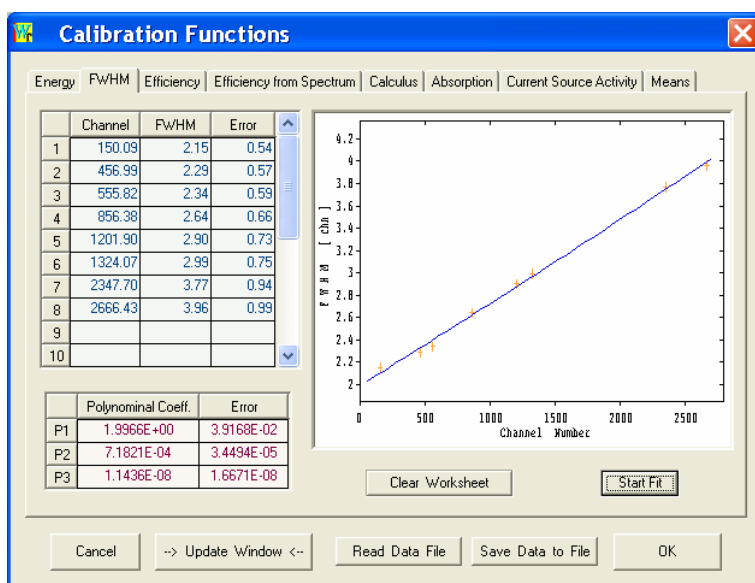 Calibration Functions
Energy FWHM Efficiency Efficiency from Spectrum Calculus Absorption Current Source Activity Means
Channel FWHM Error
1 150.09 2.15 0.54
2 456.99 2.29 0.57
3 555.82 2.34 0.59
4 856.38 2.64 0.66
5 1201.90 2.90 0.73
6 1324.07 2.99 0.75
7 2347.70 3.77 0.94
8 2666.43 3.96 0.99
9
10
Polynominal Coeff. Error
P1 1.9966E+00 3.9168E-02
P2 7.1821E-04 3.4494E-05
P3 1.1436E-08 1.6671E-08
4.2
4
3.8
3.6
3.4
3.2
3
2.8
2.6
2.4
2.2
2
FWHM [chn]
0 500 1000 1500 2000 2500
Channel Number
Clear Worksheet Start Fit
Cancel --> Update Window <-- Read Data File Save Data to File OK